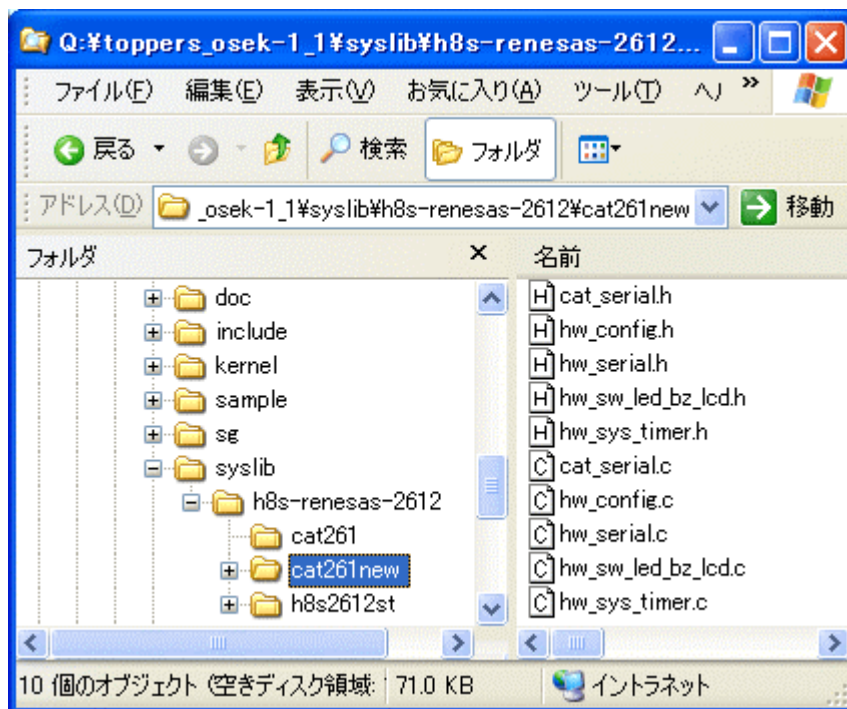 Q:¥toppers_osek-1_1¥syslib¥h8s-renesas-2612...
ファイル(F) 編集(E) 表示(V) お気に入り(A) ツール(T) ヘル »
戻る 検索 フォルダ
アドレス(D) _osek-1_1¥syslib¥h8s-renesas-2612¥cat261new 移動
フォルダ × 名前
doc
include
kernel
sample
sg
syslib
h8s-renesas-2612
cat261
cat261new
h8s2612st
cat_serial.h
hw_config.h
hw_serial.h
hw_sw_led_bz_lcd.h
hw_sys_timer.h
cat_serial.c
hw_config.c
hw_serial.c
hw_sw_led_bz_lcd.c
hw_sys_timer.c
10 個のオブジェクト (空きディスク領域: 71.0 KB イントラネット